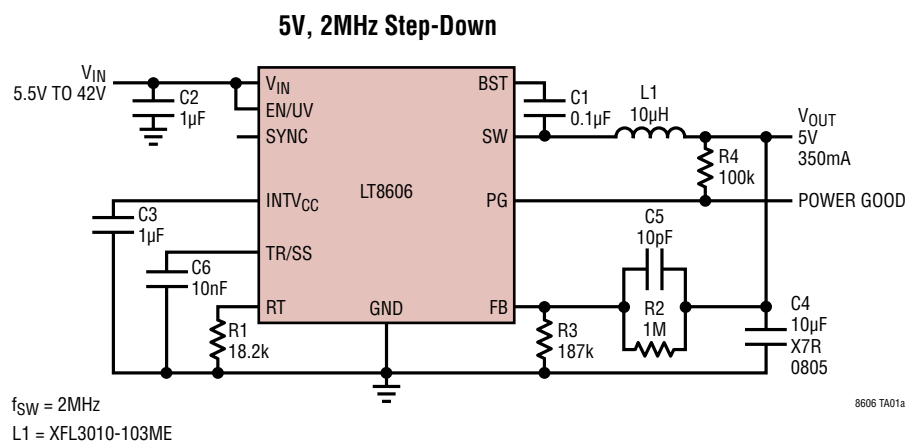 5V, 2MHz Step-Down
VIN
5.5V TO 42V
C2
1µF
VIN
EN/UV
SYNC
INTVCC
TR/SS
RT
LT8606
GND
BST
SW
PG
FB
C1
0.1µF
L1
10µH
VOUT
5V
350mA
R4
100k
POWER GOOD
C3
1µF
C6
10nF
R1
18.2k
C5
10pF
R2
1M
R3
187k
C4
10µF
X7R
0805
fSW = 2MHz
L1 = XFL3010-103ME
8606 TA01a